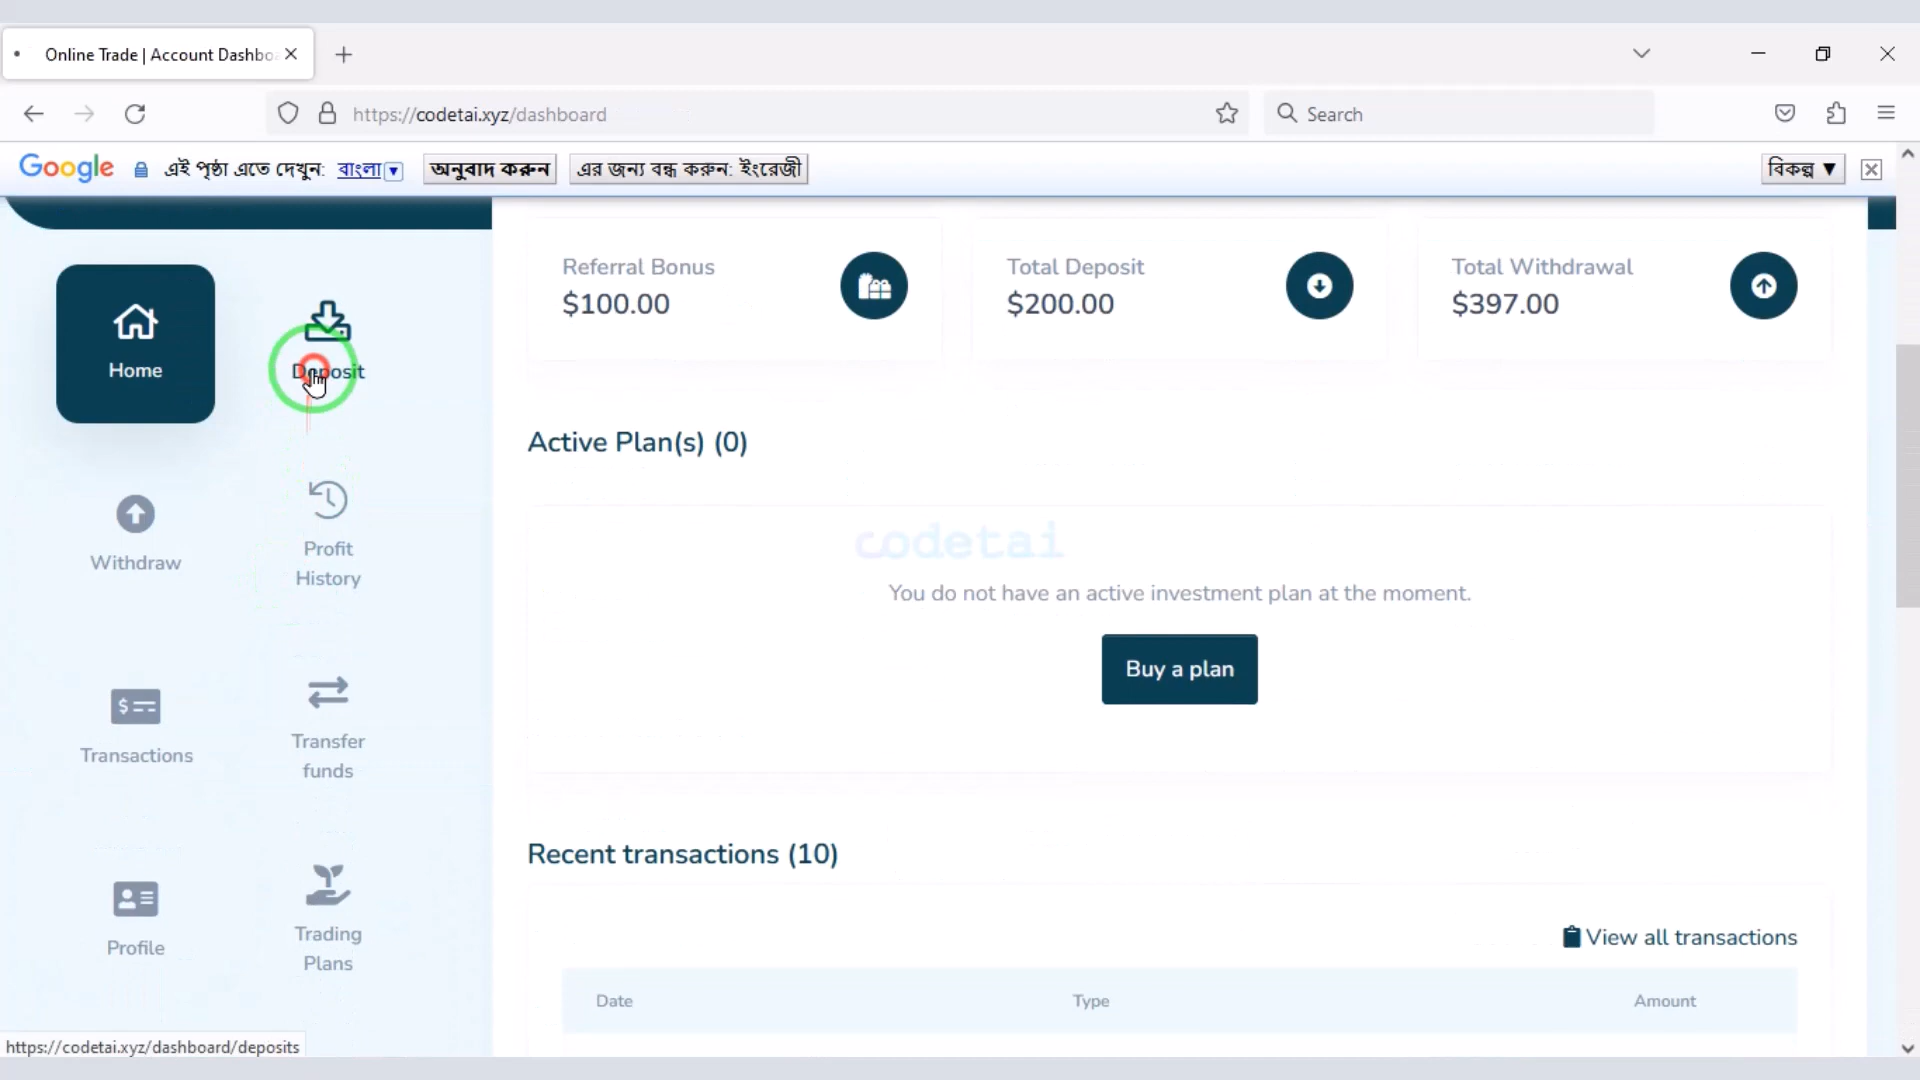 Online Trade | Account Dashboa
https://codetai.xyz/dashboard
Search
Google এই পৃষ্ঠা এতে দেখুন: বাংলা অনুবাদ করুন এর জন্য বন্ধ করুন: ইংরেজী বিকল্প ▼
Home
Deposit
Withdraw
Profit
History
Transactions
Transfer
funds
Profile
Trading
Plans
Referral Bonus
$100.00
Total Deposit
$200.00
Total Withdrawal
$397.00
Active Plan(s) (0)
codetai
You do not have an active investment plan at the moment.
Buy a plan
Recent transactions (10)
View all transactions
Date Type Amount
https://codetai.xyz/dashboard/deposits